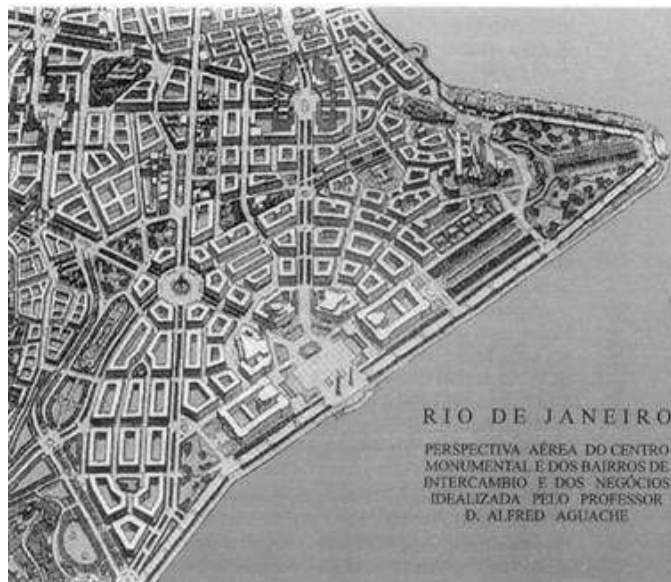 RIO DE JANEIRO
PERSPECTIVA AÉREA DO CENTRO
MONUMENTAL E DOS BAIRROS DE
INTERCAMBIO E DOS NEGÓCIOS
IDEALIZADA PELO PROFESSOR
D. ALFRED AGUACHE